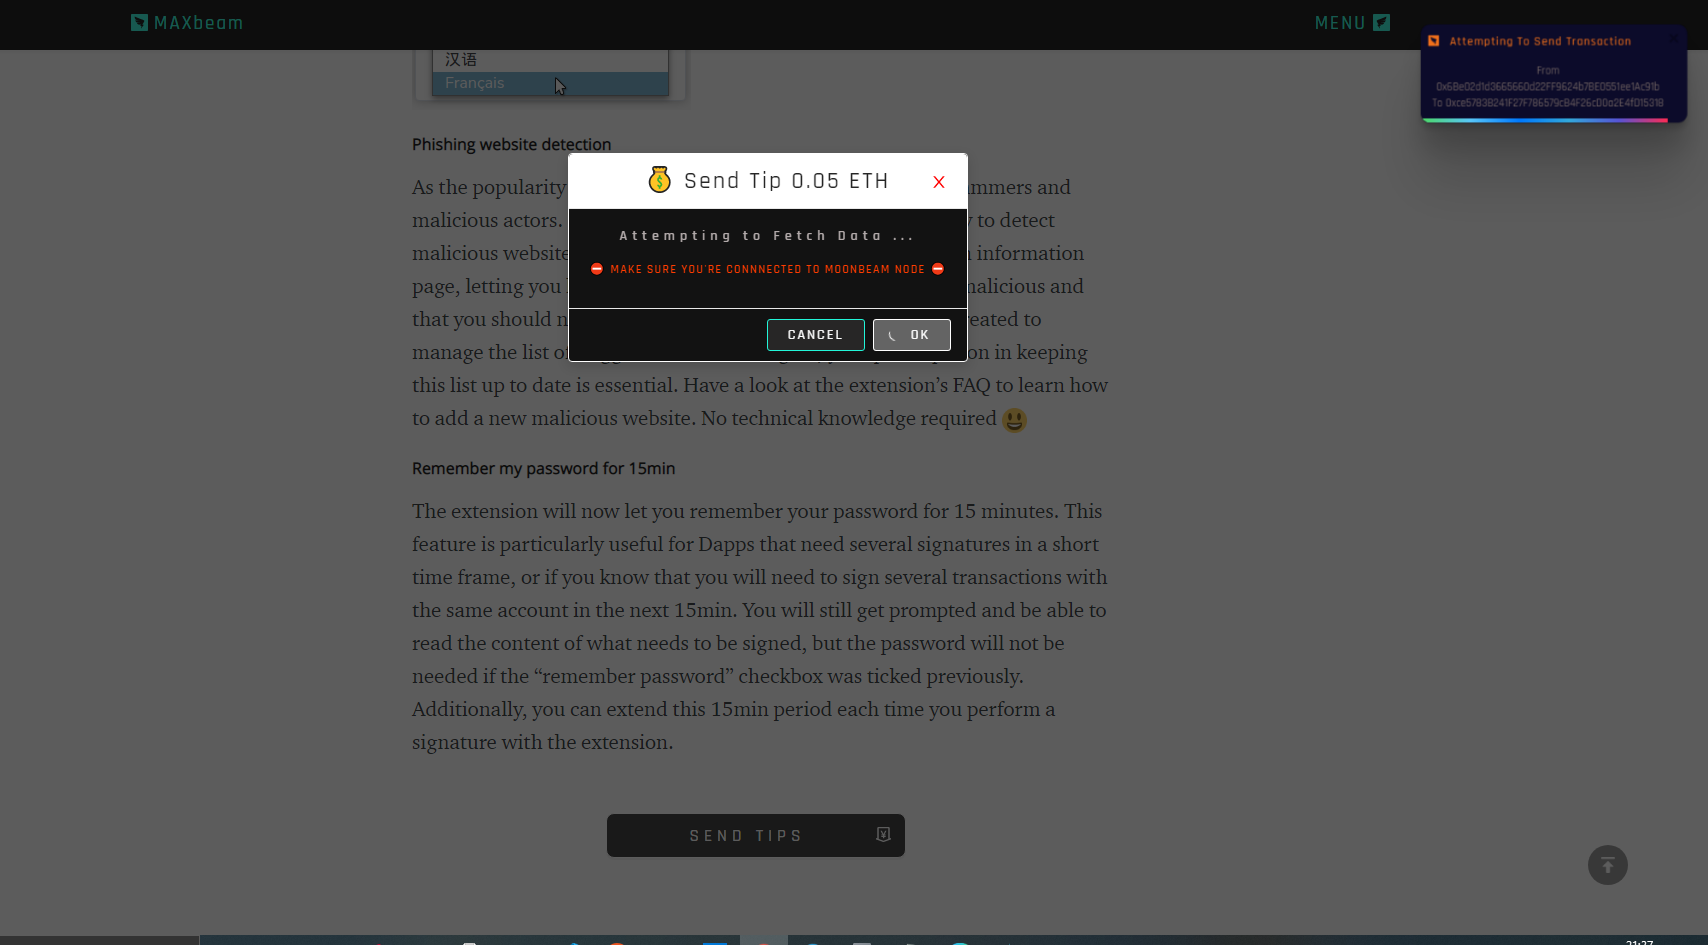 MAXbeam
MENU
汉语
Français
Attempting To Send Transaction
From
To
Phishing website detection
As the popularity
mmers and
malicious actors.
to detect
malicious website
information
page, letting you
malicious and
that you should n
eated to
manage the list o
on in keeping
this list up to date is essential. Have a look at the extension’s FAQ to learn how
to add a new malicious website. No technical knowledge required 😃
Send Tip 0.05 ETH
X
Attempting to Fetch Data ...
⛔ MAKE SURE YOU'RE CONNNECTED TO MOONBEAM NODE ⛔
CANCEL
OK
Remember my password for 15min
The extension will now let you remember your password for 15 minutes. This
feature is particularly useful for Dapps that need several signatures in a short
time frame, or if you know that you will need to sign several transactions with
the same account in the next 15min. You will still get prompted and be able to
read the content of what needs to be signed, but the password will not be
needed if the “remember password” checkbox was ticked previously.
Additionally, you can extend this 15min period each time you perform a
signature with the extension.
SEND TIPS